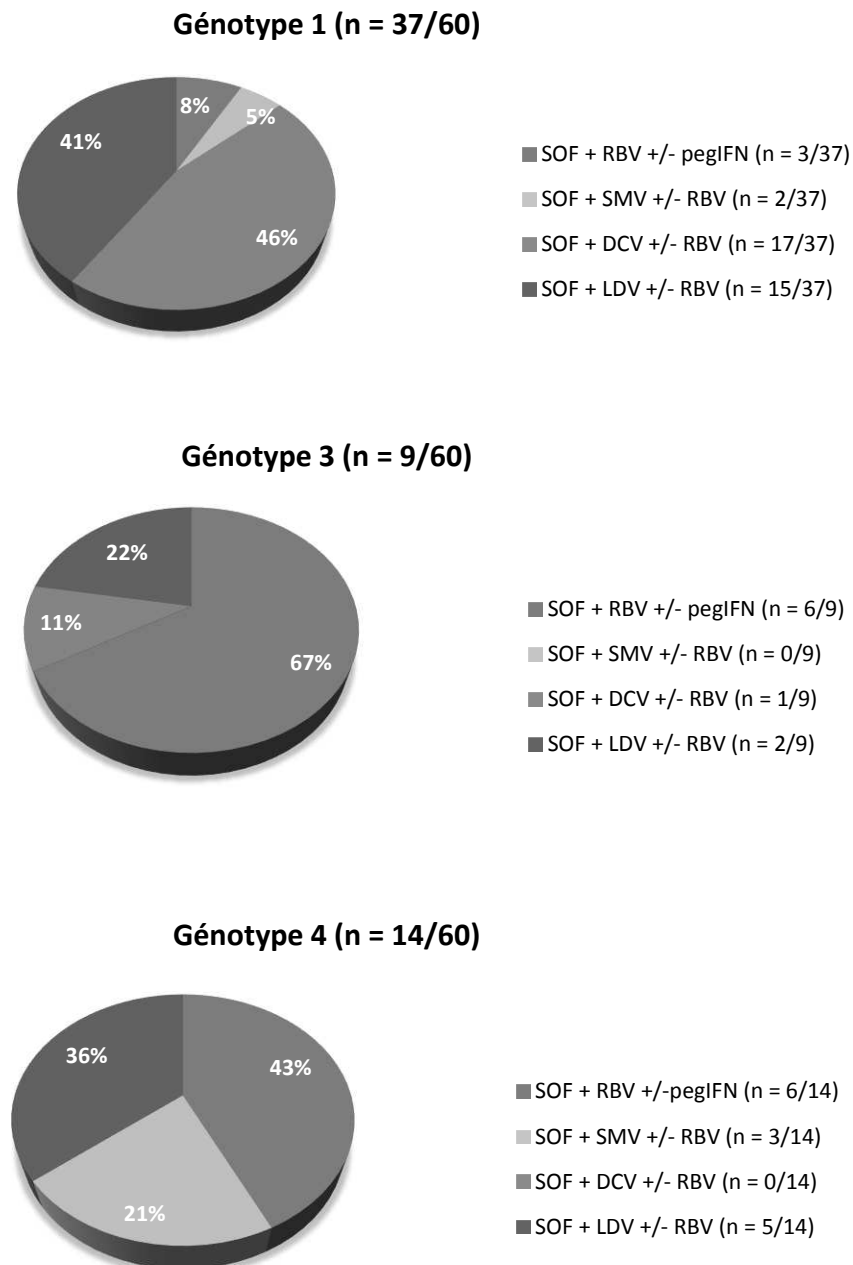 Génotype 1 (n = 37/60)
8%
5%
41%
46%
SOF + RBV +/- pegIFN (n = 3/37)
SOF + SMV +/- RBV (n = 2/37)
SOF + DCV +/- RBV (n = 17/37)
SOF + LDV +/- RBV (n = 15/37)
Génotype 3 (n = 9/60)
22%
11%
67%
SOF + RBV +/- pegIFN (n = 6/9)
SOF + SMV +/- RBV (n = 0/9)
SOF + DCV +/- RBV (n = 1/9)
SOF + LDV +/- RBV (n = 2/9)
Génotype 4 (n = 14/60)
36%
43%
21%
SOF + RBV +/-pegIFN (n = 6/14)
SOF + SMV +/- RBV (n = 3/14)
SOF + DCV +/- RBV (n = 0/14)
SOF + LDV +/- RBV (n = 5/14)